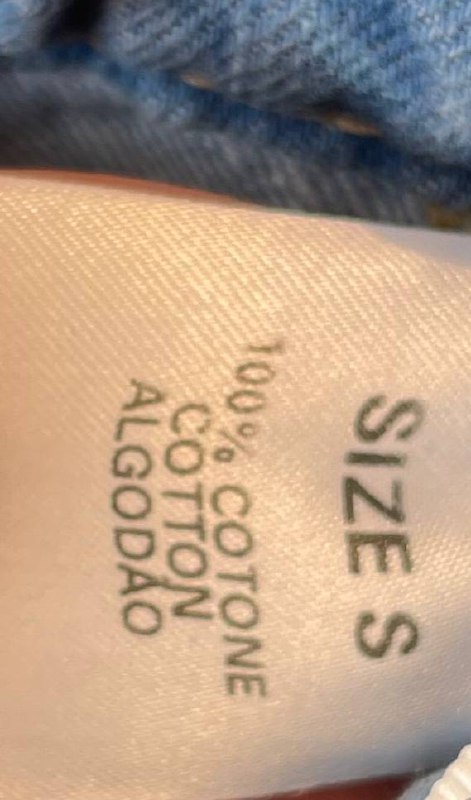 SIZE S
100% COTONE
COTTON
ALGODÃO